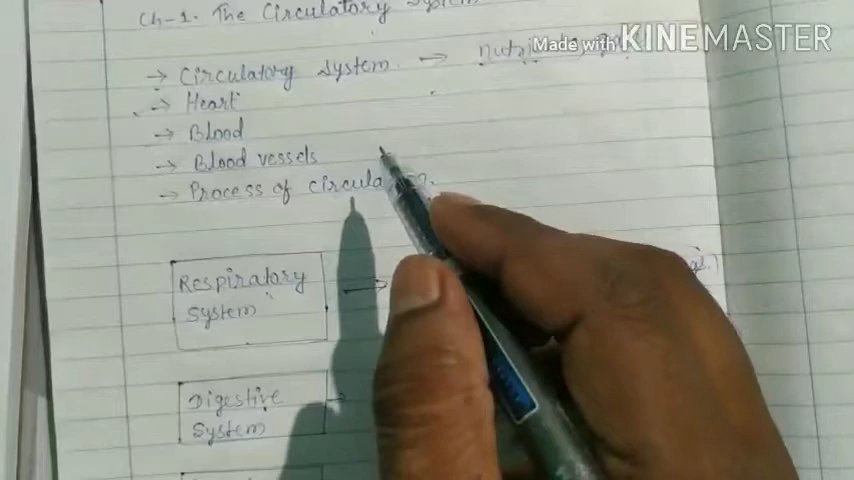 Ch-1. The Circulatory System
→ Circulatory System →
Made with KINEMASTER
→ Heart
→ Blood
→ Blood vessels
→ Process of
Respiratory
System
→
Digestive
System
→